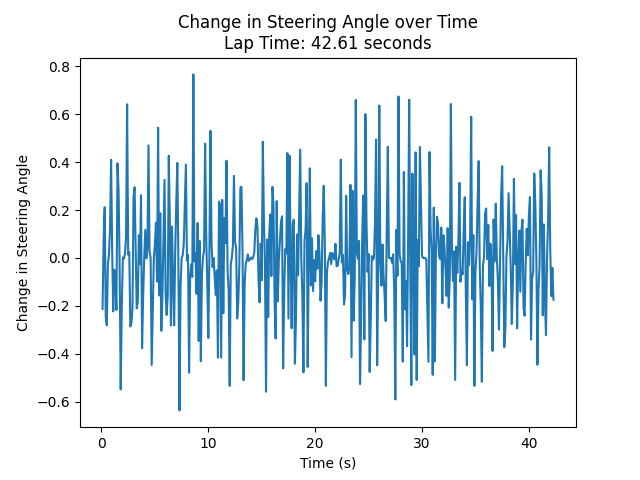 Change in Steering Angle over Time
Lap Time: 42.61 seconds
Change in Steering Angle
0.8
0.6
0.4
0.2
0.0
−0.2
−0.4
−0.6
0 10 20 30 40
Time (s)